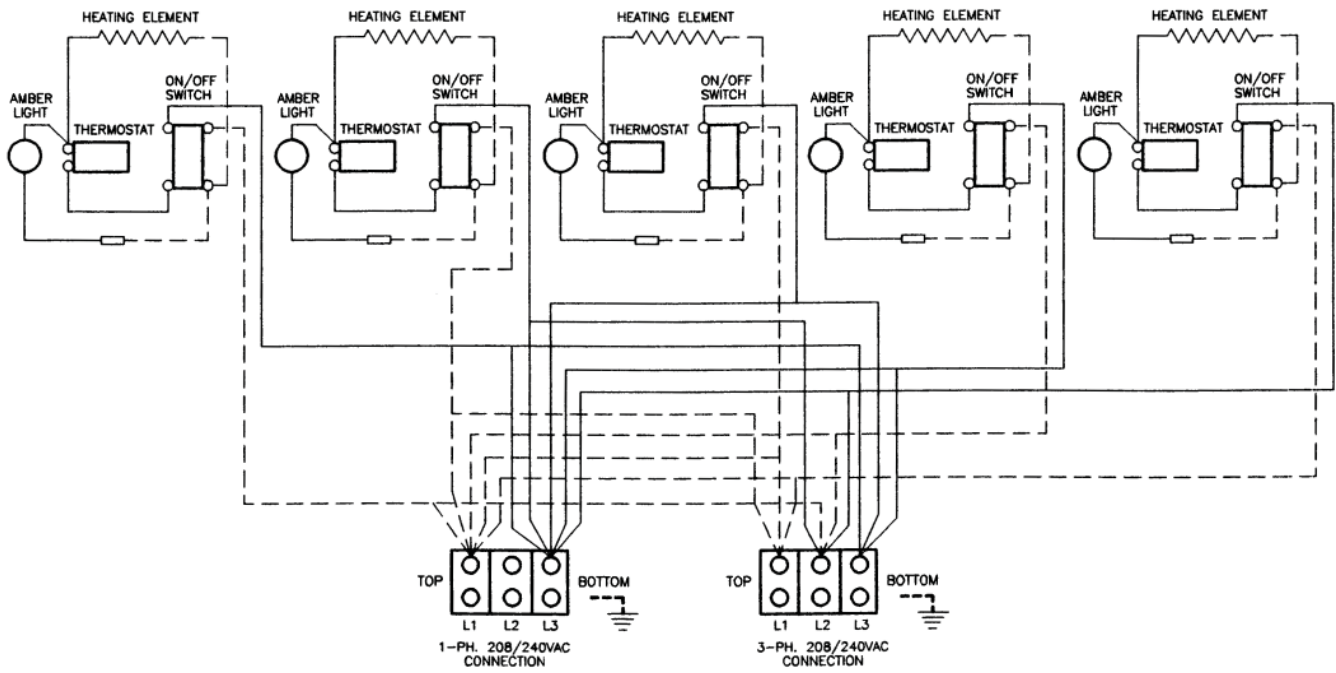 HEATING ELEMENT
HEATING ELEMENT
HEATING ELEMENT
HEATING ELEMENT
HEATING ELEMENT
ON/OFF
SWITCH
ON/OFF
SWITCH
ON/OFF
SWITCH
ON/OFF
SWITCH
ON/OFF
SWITCH
AMBER
LIGHT
THERMOSTAT
AMBER
LIGHT
THERMOSTAT
AMBER
LIGHT
THERMOSTAT
AMBER
LIGHT
THERMOSTAT
AMBER
LIGHT
THERMOSTAT
TOP
BOTTOM
L1 L2 L3
1-PH. 208/240VAC
CONNECTION
TOP
BOTTOM
L1 L2 L3
3-PH. 208/240VAC
CONNECTION